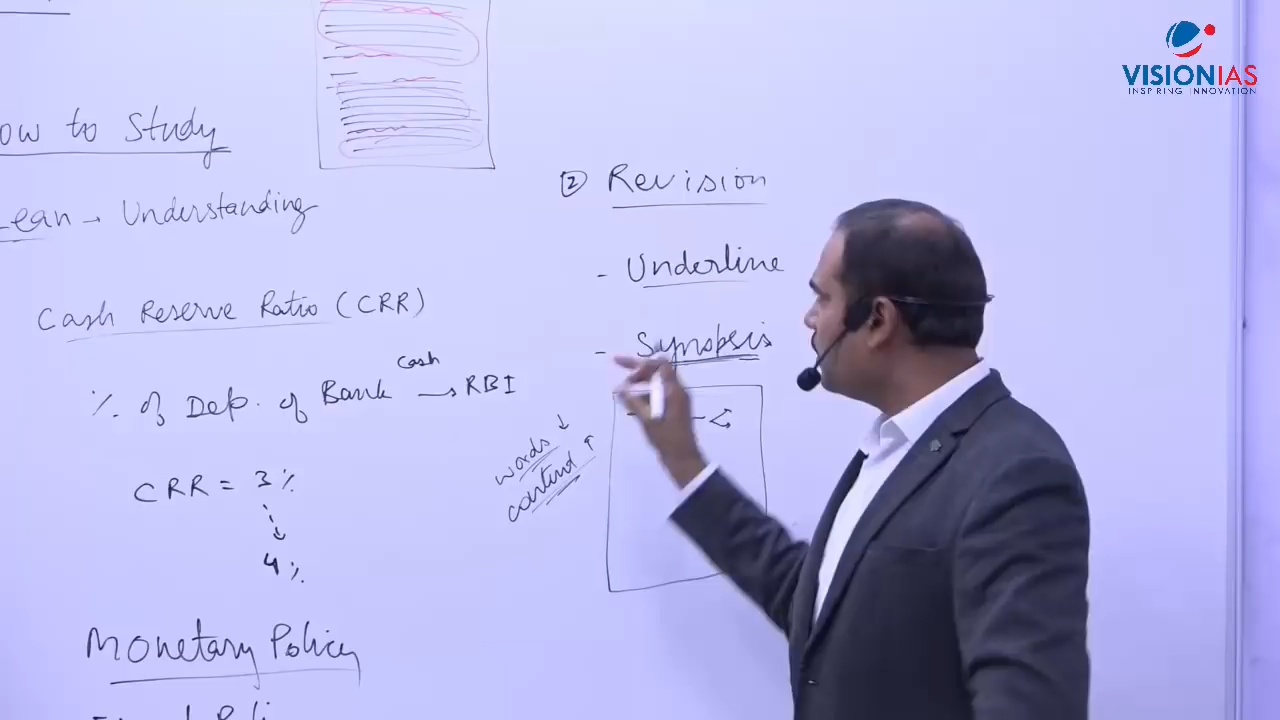 VISIONIAS
INSPIRING INNOVATION
ow to Study
Lean → Understanding
Cash Reserve Ratio (CRR)
% of Dep. of Bank cash → RBI
CRR = 3%
4%
Monetary Policy
② Revision
- Underline
- Synopsis
words ↓
content ↑